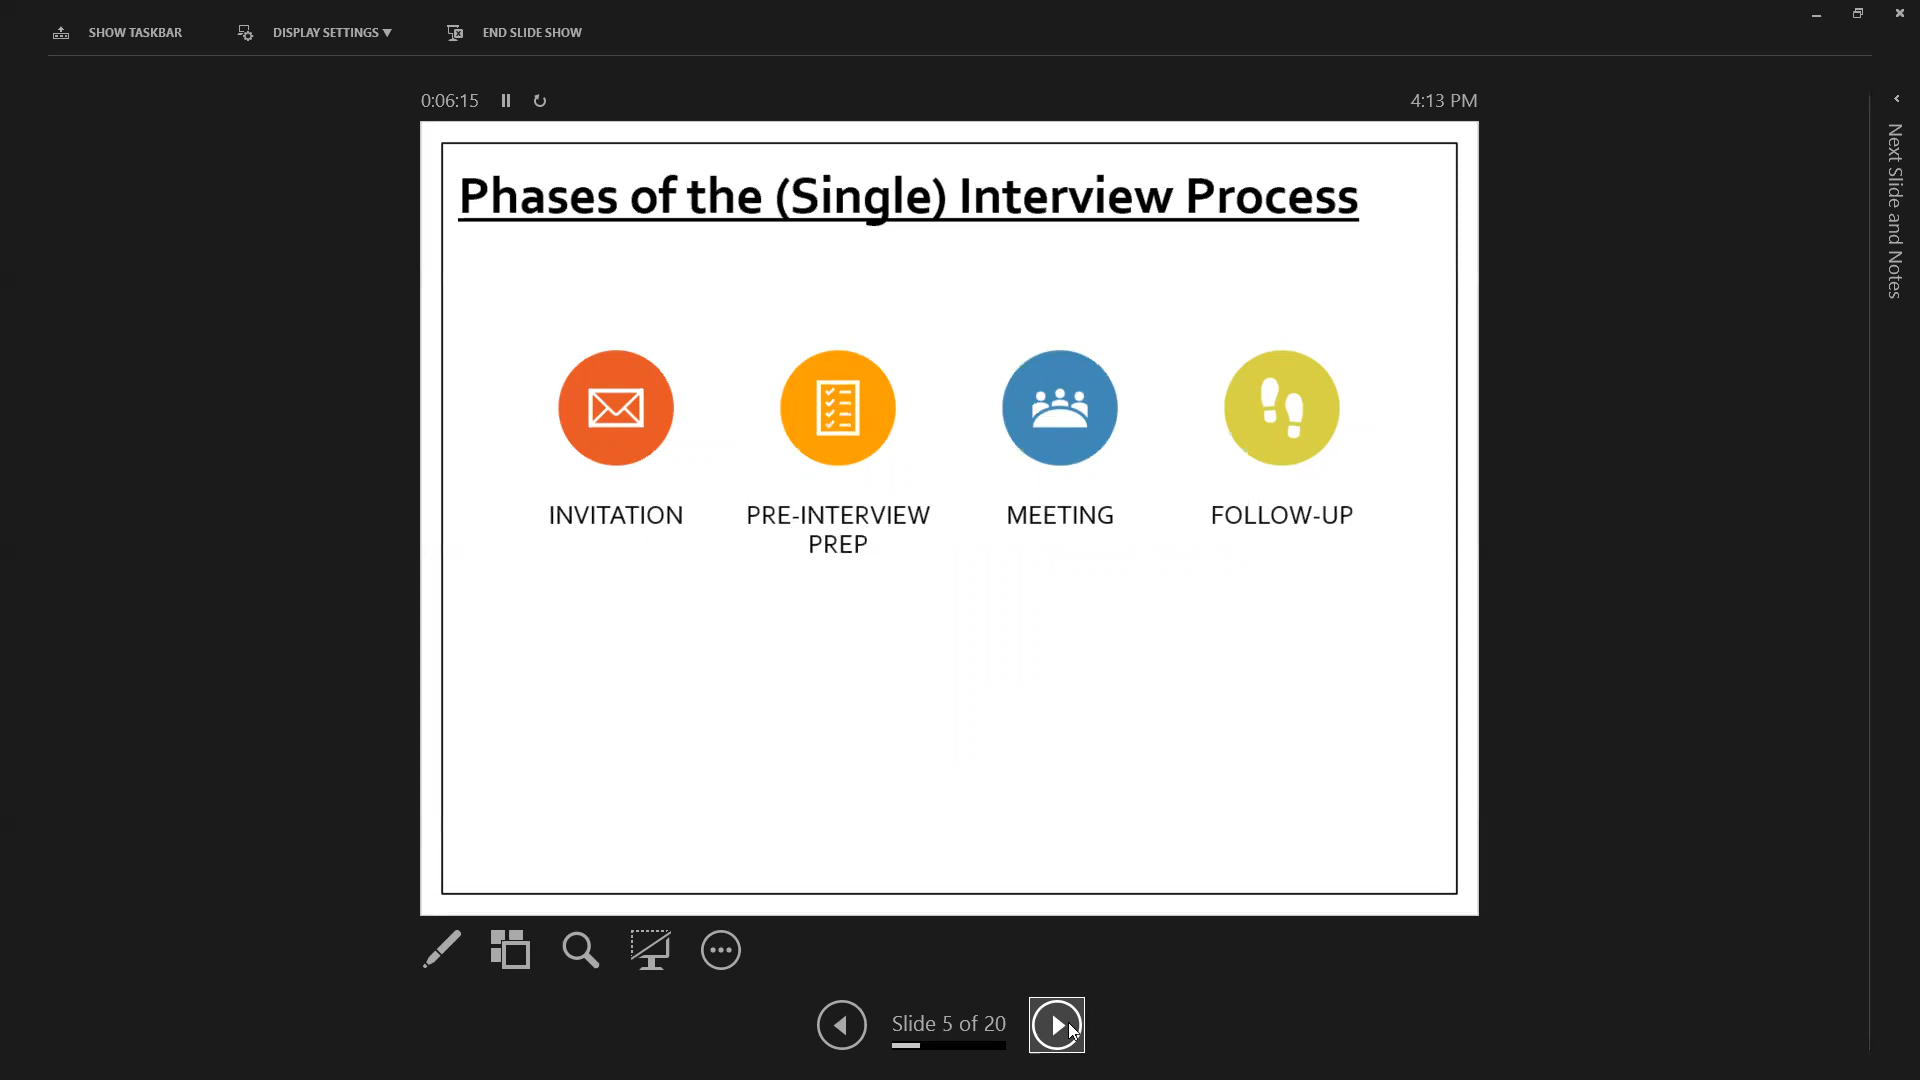 SHOW TASKBAR
DISPLAY SETTINGS ▼
END SLIDE SHOW
0:06:15
4:13 PM
Next Slide and Notes
Phases of the (Single) Interview Process
INVITATION
PRE-INTERVIEW
PREP
MEETING
FOLLOW-UP
Slide 5 of 20